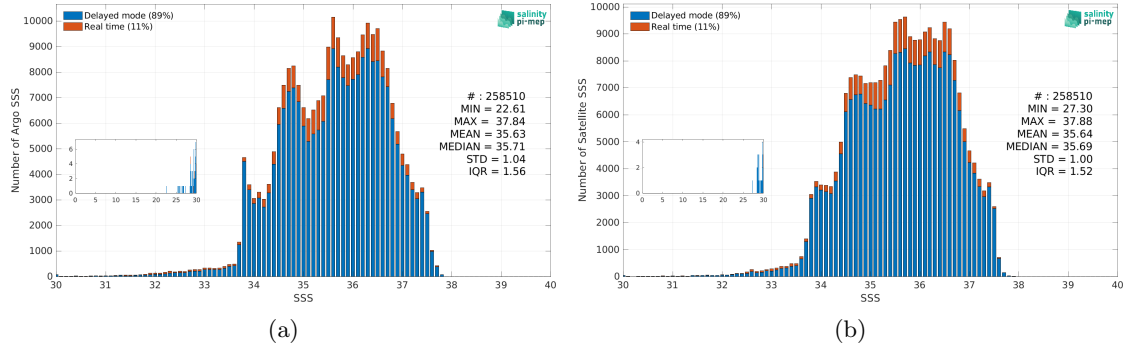 Delayed mode (89%)
Real time (11%)
salinity
pi-mep
10000
9000
8000
7000
6000
5000
4000
3000
2000
1000
0
Number of Argo SSS
# : 258510
MIN = 22.61
MAX = 37.84
MEAN = 35.63
MEDIAN = 35.71
STD = 1.04
IQR = 1.56
6
4
2
0
0 5 10 15 20 25 30
30 31 32 33 34 35 36 37 38 39 40
SSS
(a)
Delayed mode (89%)
Real time (11%)
salinity
pi-mep
10000
9000
8000
7000
6000
5000
4000
3000
2000
1000
0
Number of Satellite SSS
# : 258510
MIN = 27.30
MAX = 37.88
MEAN = 35.64
MEDIAN = 35.69
STD = 1.00
IQR = 1.52
4
2
0
0 5 10 15 20 25 30
30 31 32 33 34 35 36 37 38 39 40
SSS
(b)